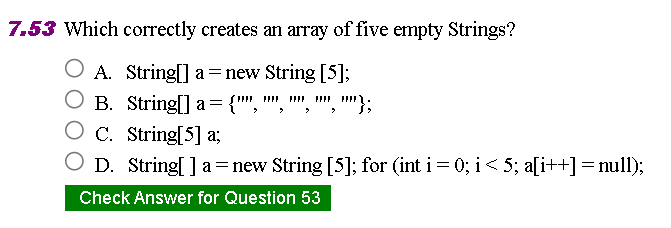 7.53 Which correctly creates an array of five empty Strings?
A. String[] a = new String [5];
B. String[] a = {"", "", "", "", ""};
C. String[5] a;
D. String[ ] a = new String [5]; for (int i = 0; i < 5; a[i++] = null);
Check Answer for Question 53